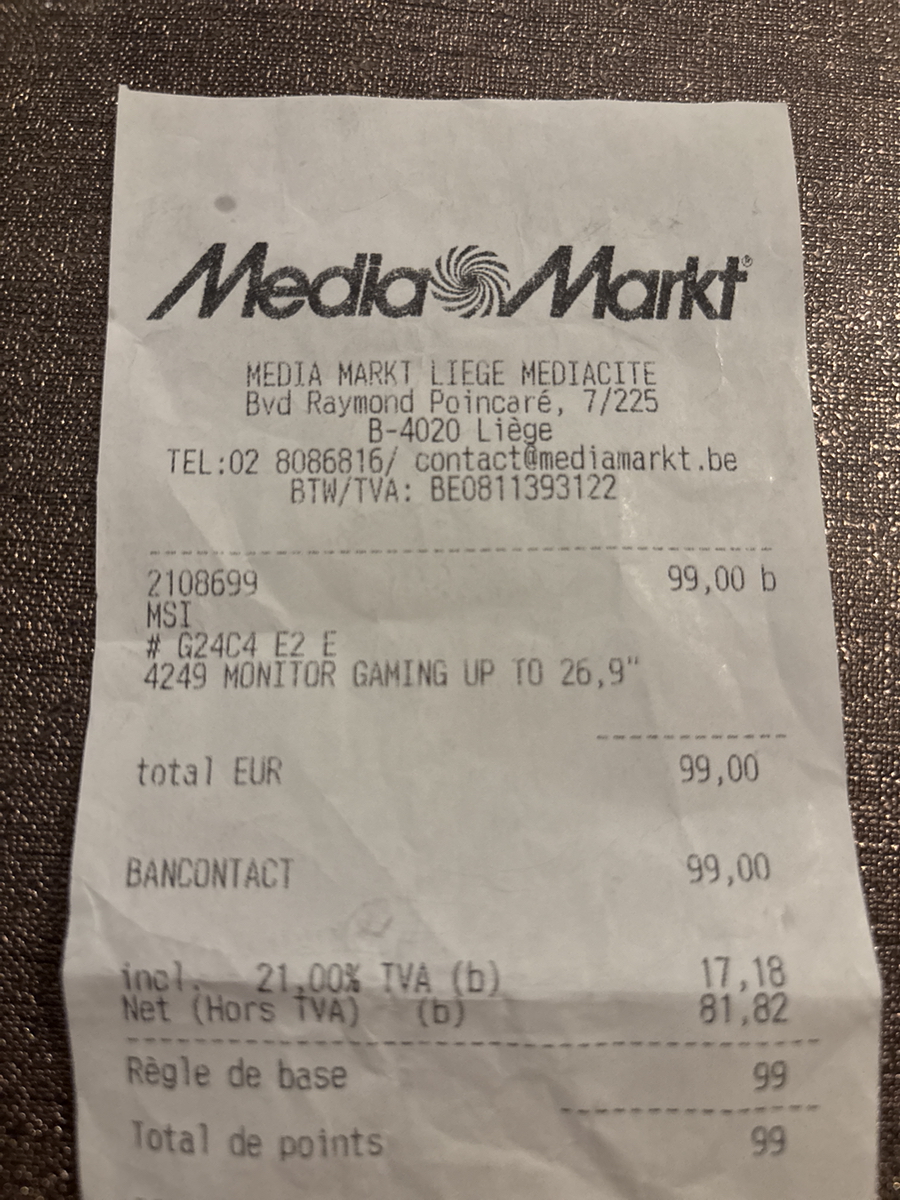 MediaMarkt®
MEDIA MARKT LIEGE MEDIACITE
Bvd Raymond Poincaré, 7/225
B-4020 Liège
TEL:02 8086816/ contact@mediamarkt.be
BTW/TVA: BE0811393122
2108699 99,00 b
MSI
# G24C4 E2 E
4249 MONITOR GAMING UP TO 26,9"
total EUR 99,00
BANCONTACT 99,00
incl. 21,00% TVA (b) 17,18
Net (Hors TVA) (b) 81,82
Règle de base 99
Total de points 99